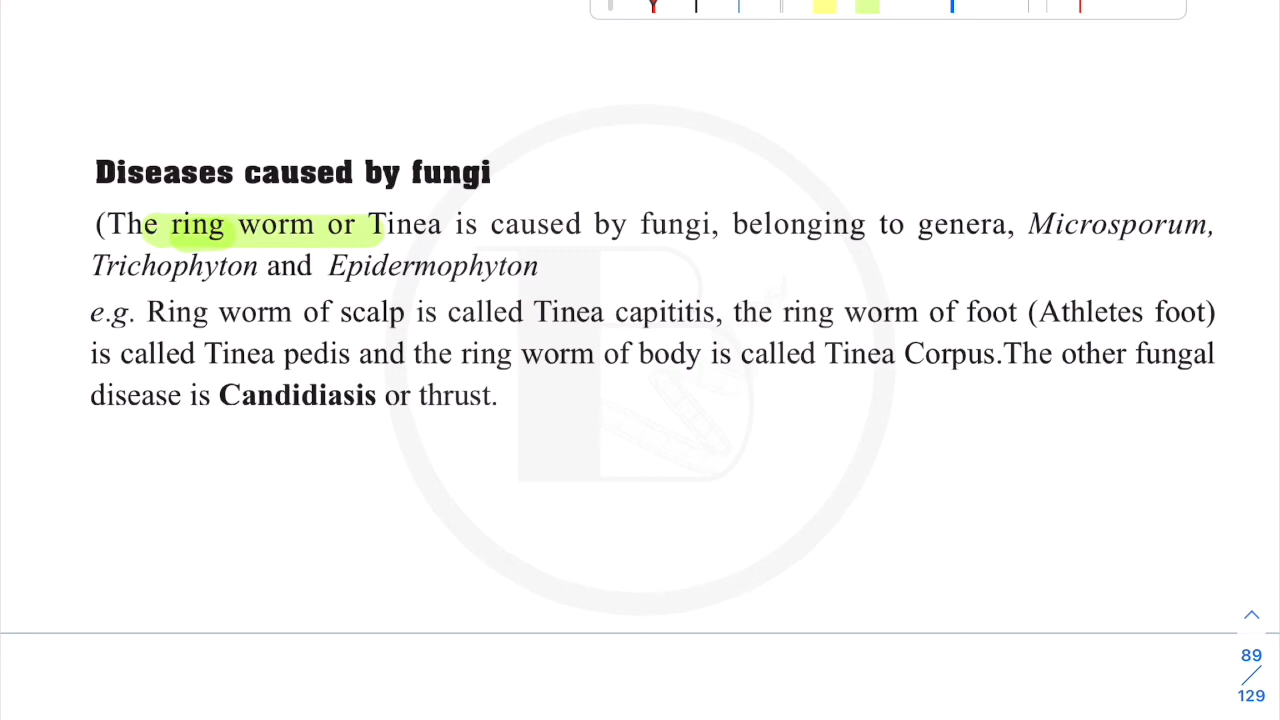 Diseases caused by fungi
(The ring worm or Tinea is caused by fungi, belonging to genera, Microsporum,
Trichophyton and Epidermophyton
e.g. Ring worm of scalp is called Tinea capititis, the ring worm of foot (Athletes foot)
is called Tinea pedis and the ring worm of body is called Tinea Corpus.The other fungal
disease is Candidiasis or thrust.
89
129